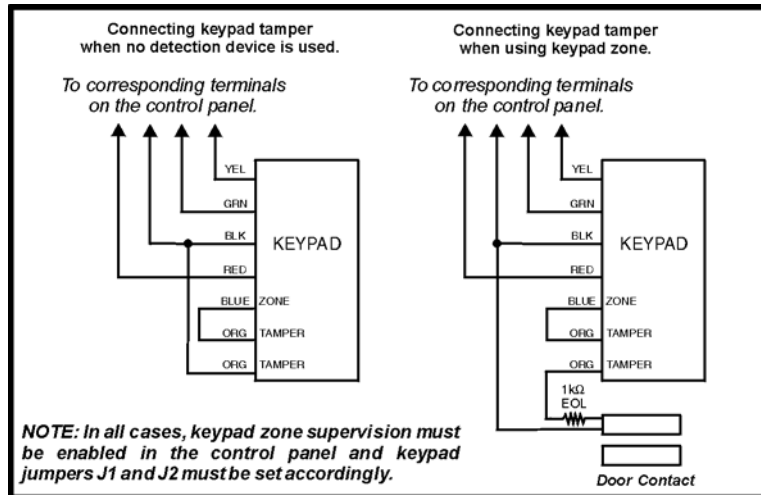 Connecting keypad tamper
when no detection device is used.
To corresponding terminals
on the control panel.
YEL
GRN
BLK
RED
BLUE ZONE
ORG TAMPER
ORG TAMPER
KEYPAD
NOTE: In all cases, keypad zone supervision must
be enabled in the control panel and keypad
jumpers J1 and J2 must be set accordingly.
Connecting keypad tamper
when using keypad zone.
To corresponding terminals
on the control panel.
YEL
GRN
BLK
RED
BLUE ZONE
ORG TAMPER
ORG TAMPER
KEYPAD
1kΩ
EOL
Door Contact